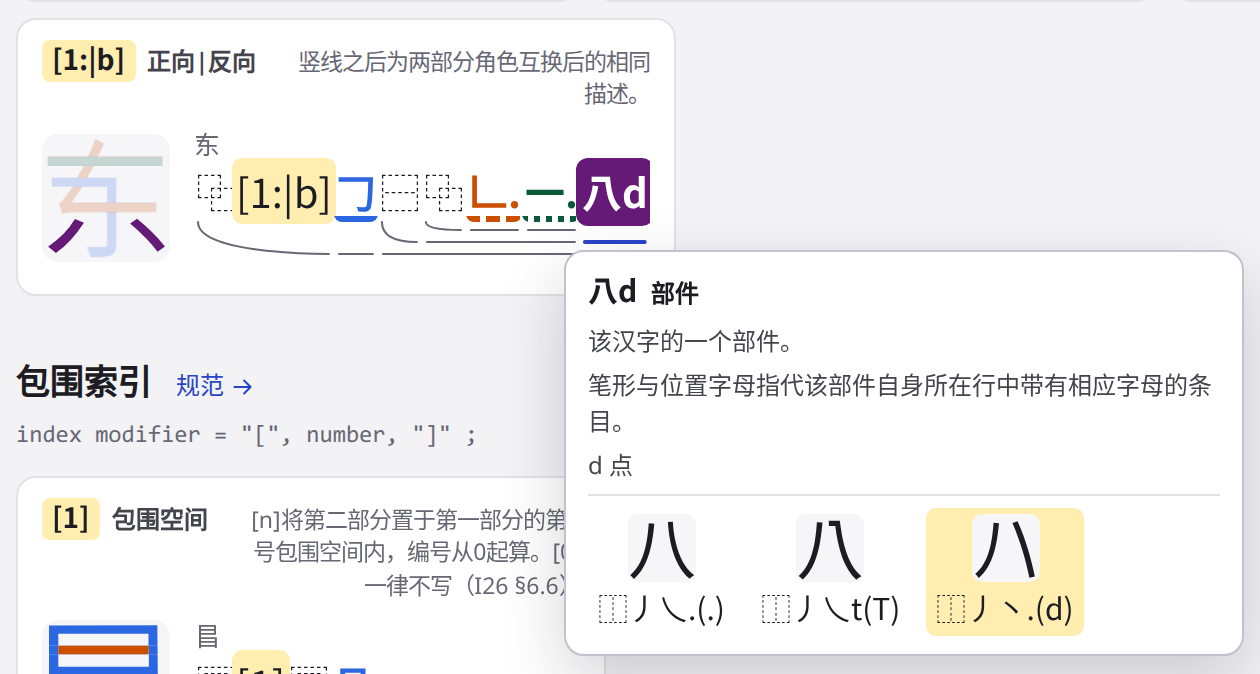 [1:|b] 正向|反向 竖线之后为两部分角色互换后的相同
描述。
东
⿻[1:|b]㇆⿱⿻𠃊.一.八d
包围索引 规范 →
index modifier = "[", number, "]" ;
[1] 包围空间 [n]将第二部分置于第一部分的第
号包围空间内，编号从0起算。[
一律不写（I26 §6.6）
昌
八d 部件
该汉字的一个部件。
笔形与位置字母指代该部件自身所在行中带有相应字母的条
目。
d 点
八 八 八
⿰丿㇏.(.) ⿰丿㇏t(T) ⿰丿丶.(d)